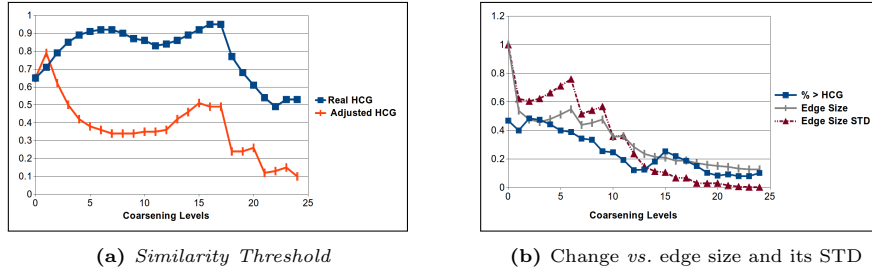 1
0.9
0.8
0.7
0.6
0.5
0.4
0.3
0.2
0.1
0
0 5 10 15 20 25
Coarsening Levels
Real HCG
Adjusted HCG
(a) Similarity Threshold
1.2
1
0.8
0.6
0.4
0.2
0
0 5 10 15 20 25
Coarsening Levels
% > HCG
Edge Size
Edge Size STD
(b) Change vs. edge size and its STD